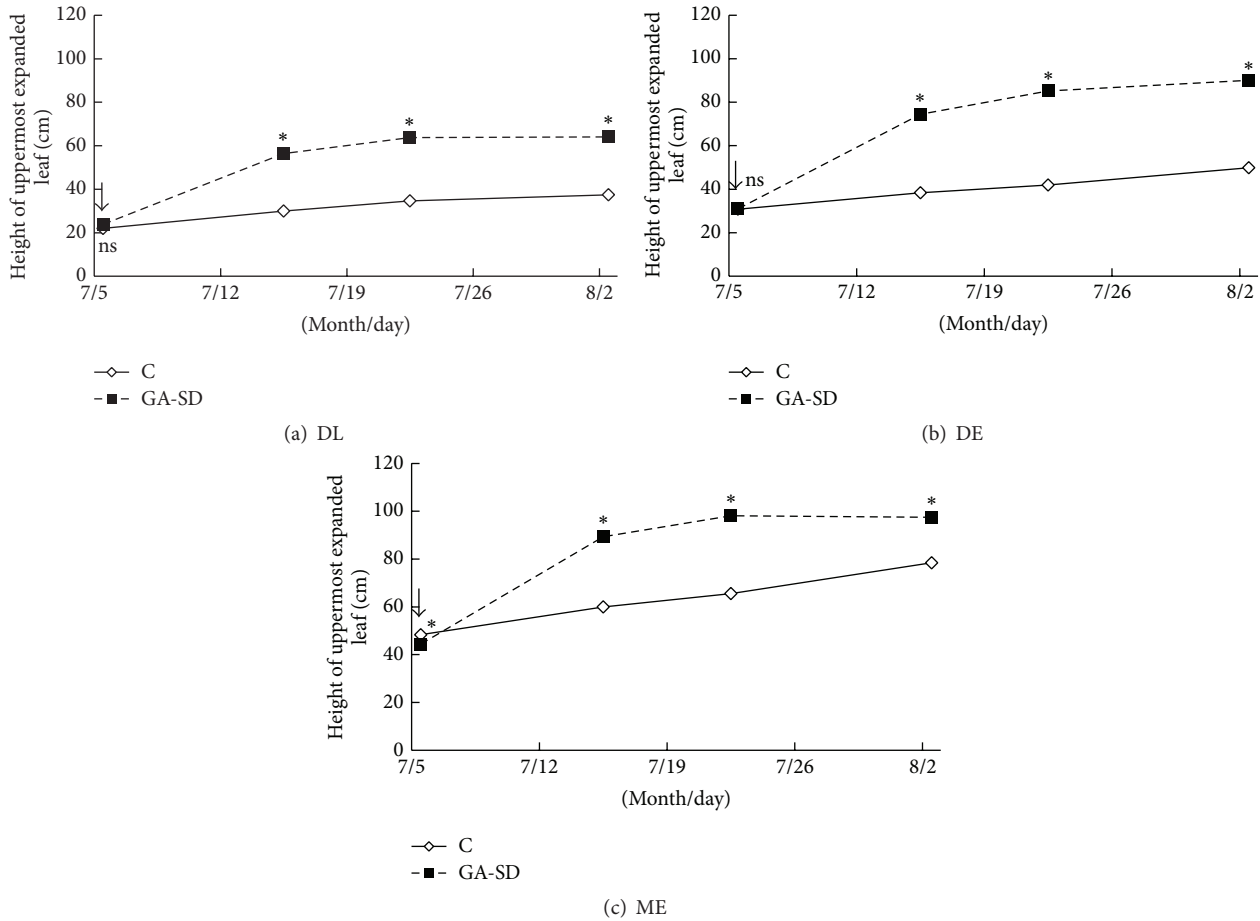 Height of uppermost expanded
leaf (cm)
120
100
80
60
40
20
0
*
*
*
ns
7/5
7/12
7/19
7/26
8/2
(Month/day)
C
GA-SD
(a) DL
Height of uppermost expanded
leaf (cm)
120
100
80
60
40
20
0
*
*
*
ns
7/5
7/12
7/19
7/26
8/2
(Month/day)
C
GA-SD
(b) DE
Height of uppermost expanded
leaf (cm)
120
100
80
60
40
20
0
*
*
*
*
7/5
7/12
7/19
7/26
8/2
(Month/day)
C
GA-SD
(c) ME